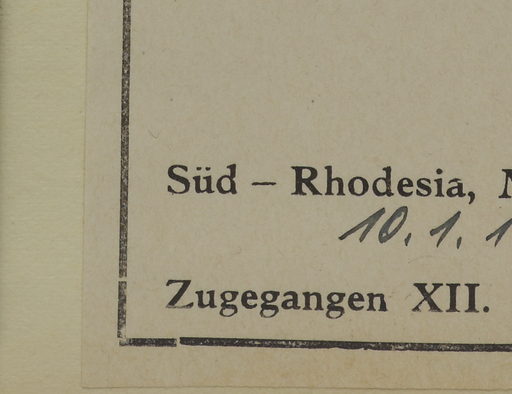 Süd – Rhodesia,
10. 1. 1
Zugegangen XII.